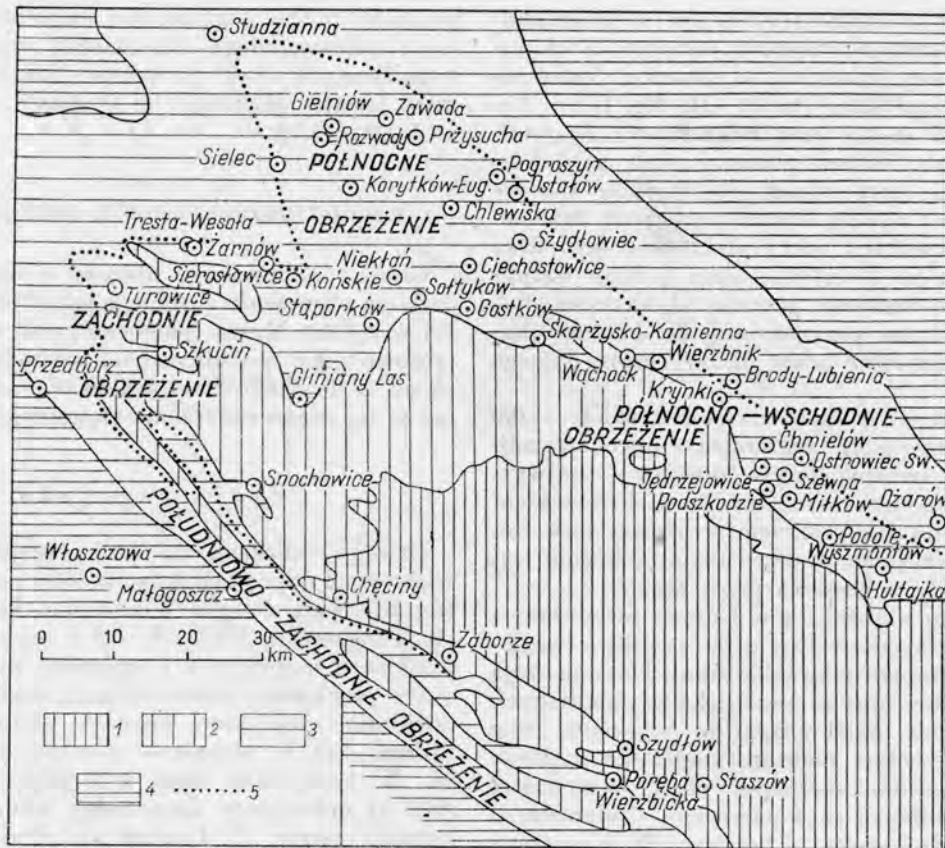 Studzianna
Gielniów
Zawada
Rozwady
Przysucha
Sielec
PÓŁNOCNE
Pogroszyn
Korytków-Eug.
Ostałów
Chlewiska
OBRZEŻENIE
Tresta-Wesoła
Szydłowiec
Żarnów
Niekłań
Ciechostowice
Sierosławice
Końskie
Sołtyków
Turowice
Stąporków
Gostków
ZACHODNIE
Skarżysko-Kamienna
Szkucin
Wąchock
Wierzbnik
Przedbórz
OBRZEŻENIE
Gliniany Las
Brody-Lubienia
Krynki
PÓŁNOCNO-WSCHODNIE
OBRZEŻENIE
Chmielów
Ostrowiec Św.
Snochowice
Jędrzejowice
Szewna
Podszkodzie
Miłków
Ożarów
Podole
Wyszmontów
Włoszczowa
Chęciny
Hultajka
Małogoszcz
POŁUDNIOWO-ZACHODNIE OBRZEŻENIE
Zaborze
0 10 20 30
km
1 2 3
Szydłów
4 5
Poręba
Wierzbicka
Staszów